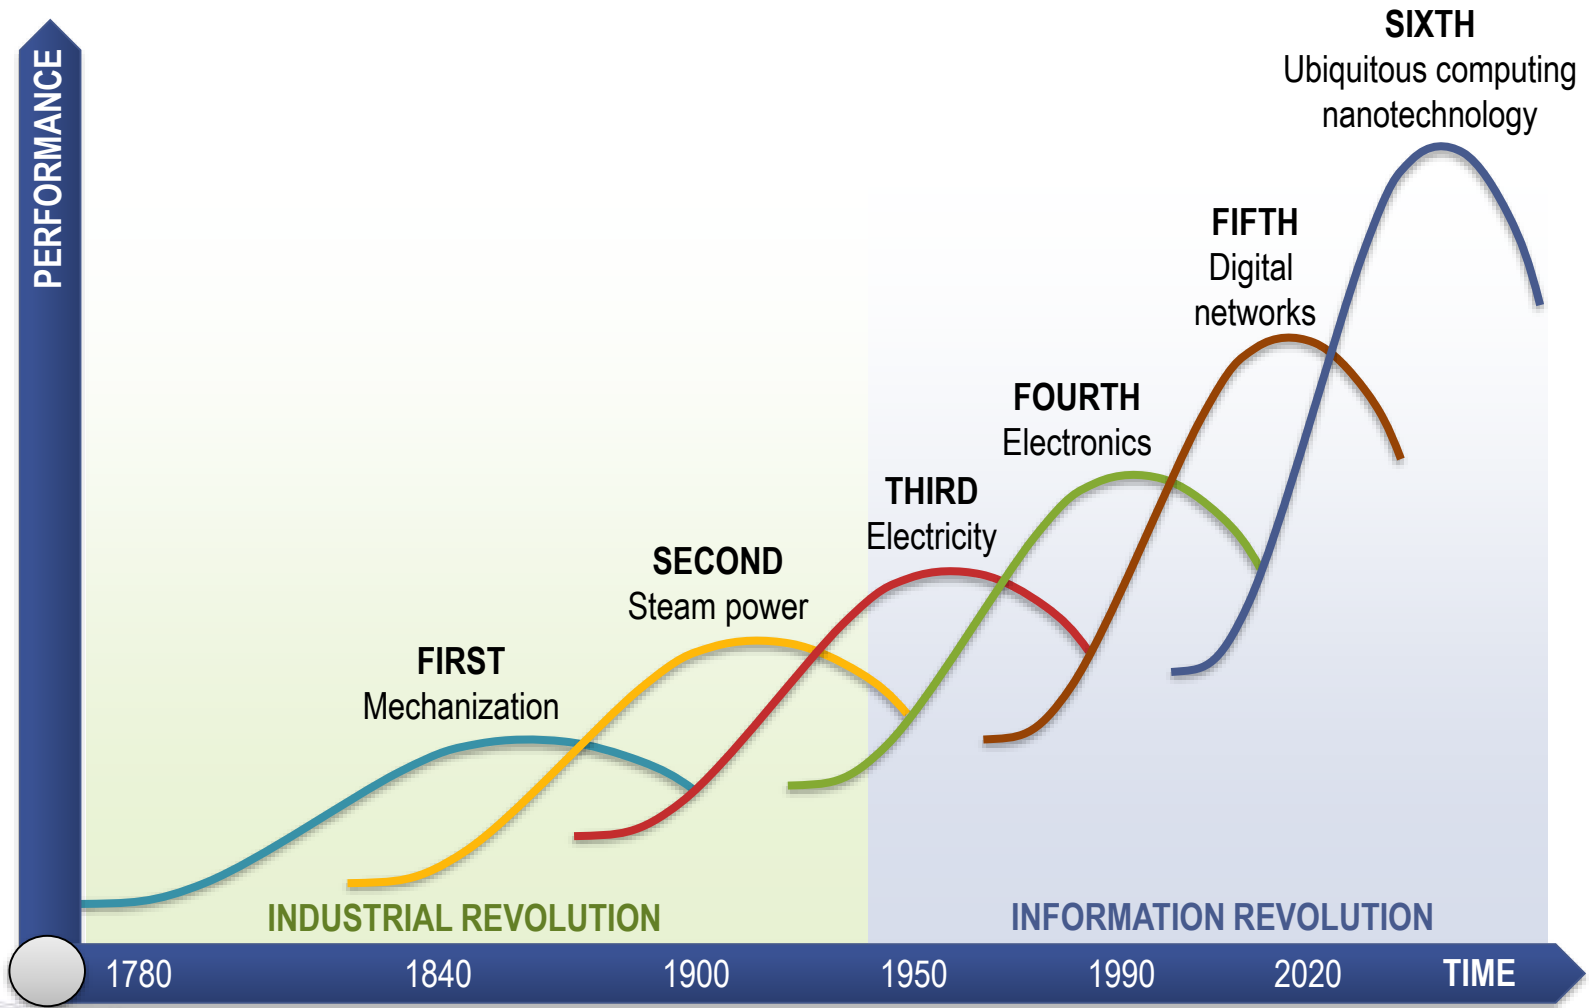 PERFORMANCE
SIXTH
Ubiquitous computing
nanotechnology
FIFTH
Digital
networks
FOURTH
Electronics
THIRD
Electricity
SECOND
Steam power
FIRST
Mechanization
INDUSTRIAL REVOLUTION
INFORMATION REVOLUTION
1780 1840 1900 1950 1990 2020 TIME